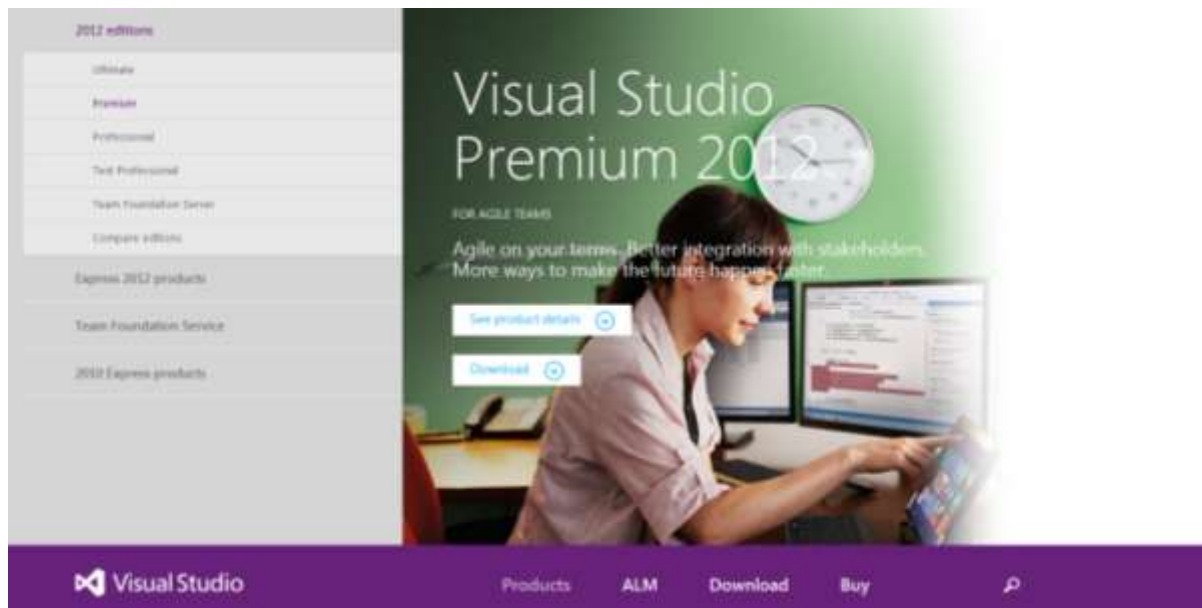 2012 editions
Ultimate
Premium
Professional
Test Professional
Team Foundation Server
Compare editions
Express 2012 products
Team Foundation Service
2010 Express products
Visual Studio
Premium 2012
FOR AGILE TEAMS
Agile on your terms. Better integration with stakeholders.
More ways to make the future happen faster.
See product details
Download
Visual Studio
Products ALM Download Buy